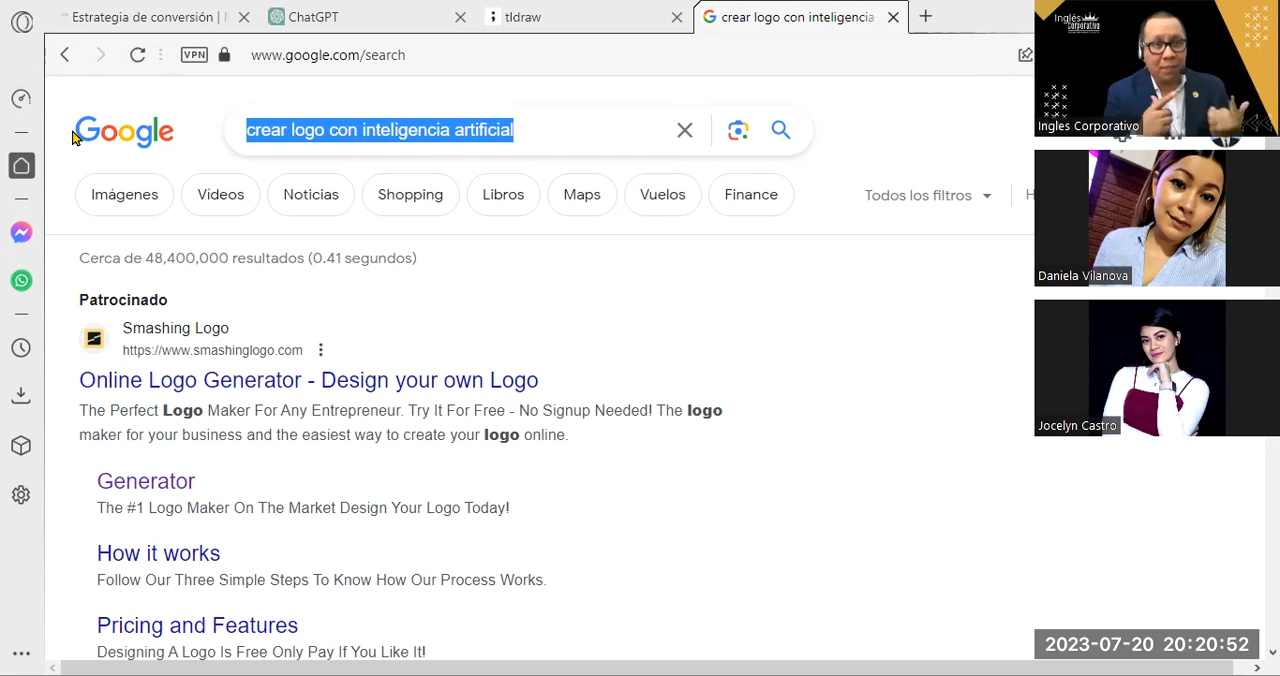 Estrategia de conversión |
ChatGPT
tldraw
crear logo con inteligencia
VPN
www.google.com/search
Google
crear logo con inteligencia artificial
Imágenes
Vídeos
Noticias
Shopping
Libros
Maps
Vuelos
Finance
Todos los filtros
Cerca de 48,400,000 resultados (0.41 segundos)
Patrocinado
Smashing Logo
https://www.smashinglogo.com
Online Logo Generator - Design your own Logo
The Perfect Logo Maker For Any Entrepreneur. Try It For Free - No Signup Needed! The logo
maker for your business and the easiest way to create your logo online.
Generator
The #1 Logo Maker On The Market Design Your Logo Today!
How it works
Follow Our Three Simple Steps To Know How Our Process Works.
Pricing and Features
Designing A Logo Is Free Only Pay If You Like It!
Inglés
Corporativo
Ingles Corporativo
Daniela Vilanova
Jocelyn Castro
2023-07-20 20:20:52